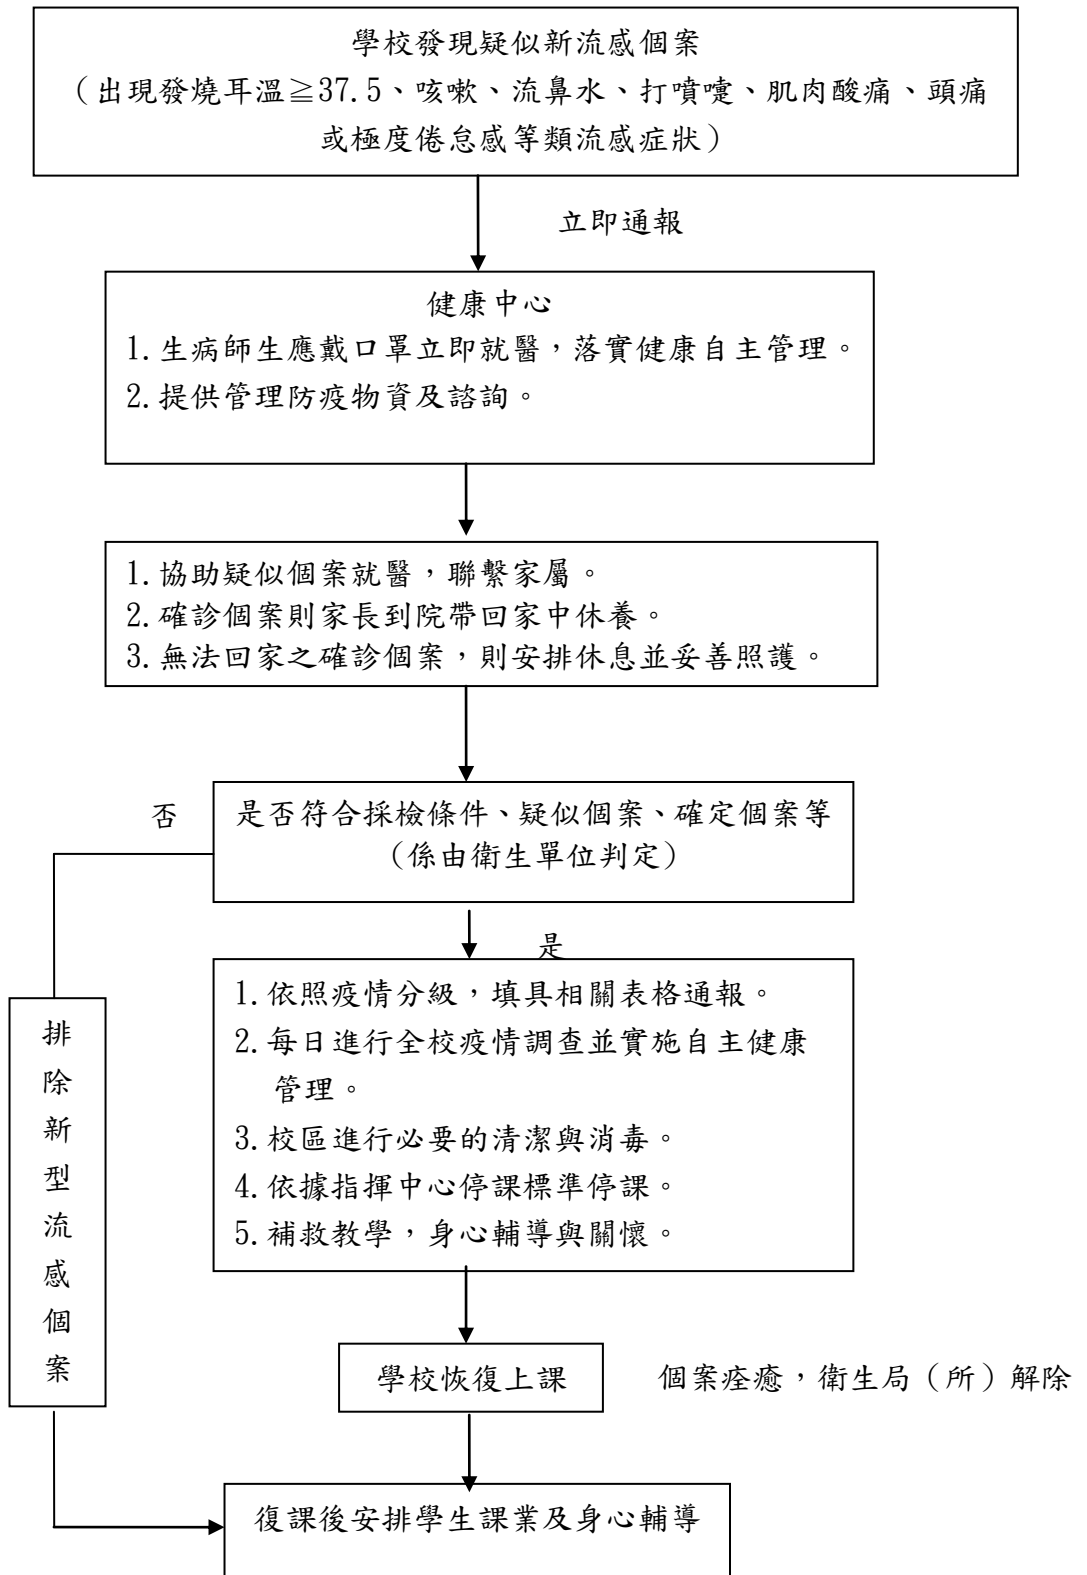 學校發現疑似新流感個案
（出現發燒耳溫≧37.5、咳嗽、流鼻水、打噴嚏、肌肉酸痛、頭痛
或極度倦怠感等類流感症狀）
立即通報
健康中心
1.生病師生應戴口罩立即就醫，落實健康自主管理。
2.提供管理防疫物資及諮詢。
1.協助疑似個案就醫，聯繫家屬。
2.確診個案則家長到院帶回家中休養。
3.無法回家之確診個案，則安排休息並妥善照護。
否
是否符合採檢條件、疑似個案、確定個案等
（係由衛生單位判定）
是
1.依照疫情分級，填具相關表格通報。
2.每日進行全校疫情調查並實施自主健康
管理。
3.校區進行必要的清潔與消毒。
4.依據指揮中心停課標準停課。
5.補救教學，身心輔導與關懷。
排
除
新
型
流
感
個
案
學校恢復上課
個案痊癒，衛生局（所）解除
復課後安排學生課業及身心輔導